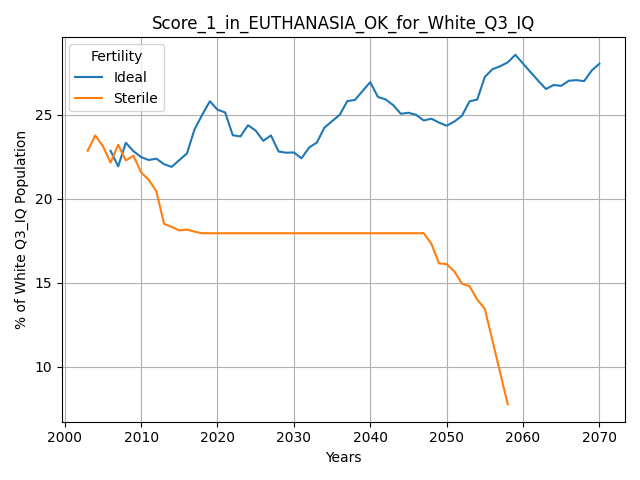 Score_1_in_EUTHANASIA_OK_for_White_Q3_IQ
Fertility
Ideal
Sterile
% of White Q3_IQ Population
25
20
15
10
2000 2010 2020 2030 2040 2050 2060 2070
Years